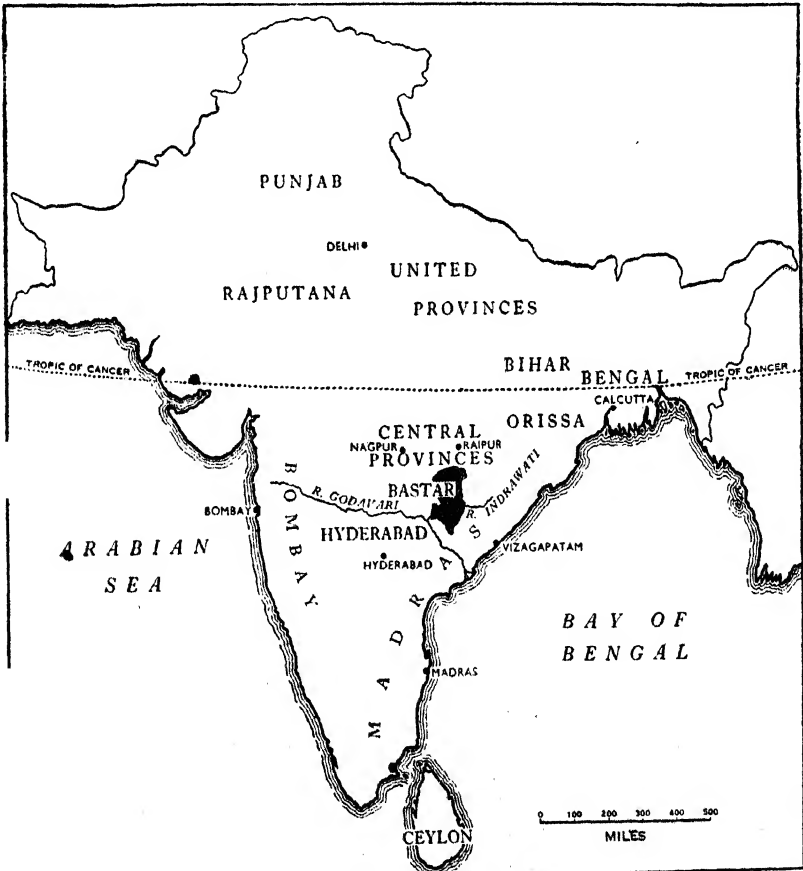 PUNJAB
DELHI
UNITED
PROVINCES
RAJPUTANA
TROPIC OF CANCER
BIHAR
BENGAL
TROPIC OF CANCER
CALCUTTA
ORISSA
CENTRAL
NAGPUR
RAIPUR
PROVINCES
BASTAR
R. GODAVARI
R. INDRAWATI
BOMBAY
BOMBAY
HYDERABAD
HYDERABAD
VIZAGAPATAM
MADRAS
ARABIAN
SEA
BAY OF
BENGAL
MADRAS
CEYLON
0 100 200 300 400 500
MILES